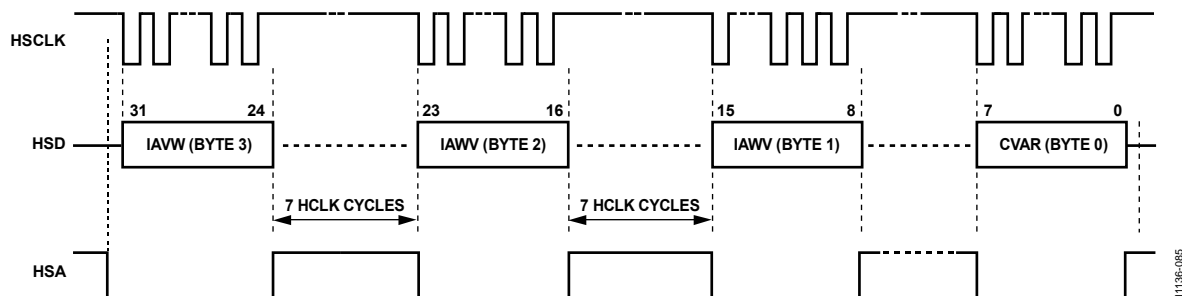 HSCLK
31 24 23 16 15 8 7 0
HSD IAVW (BYTE 3) IAWV (BYTE 2) IAWV (BYTE 1) CVAR (BYTE 0)
7 HCLK CYCLES 7 HCLK CYCLES
HSA
11136-085